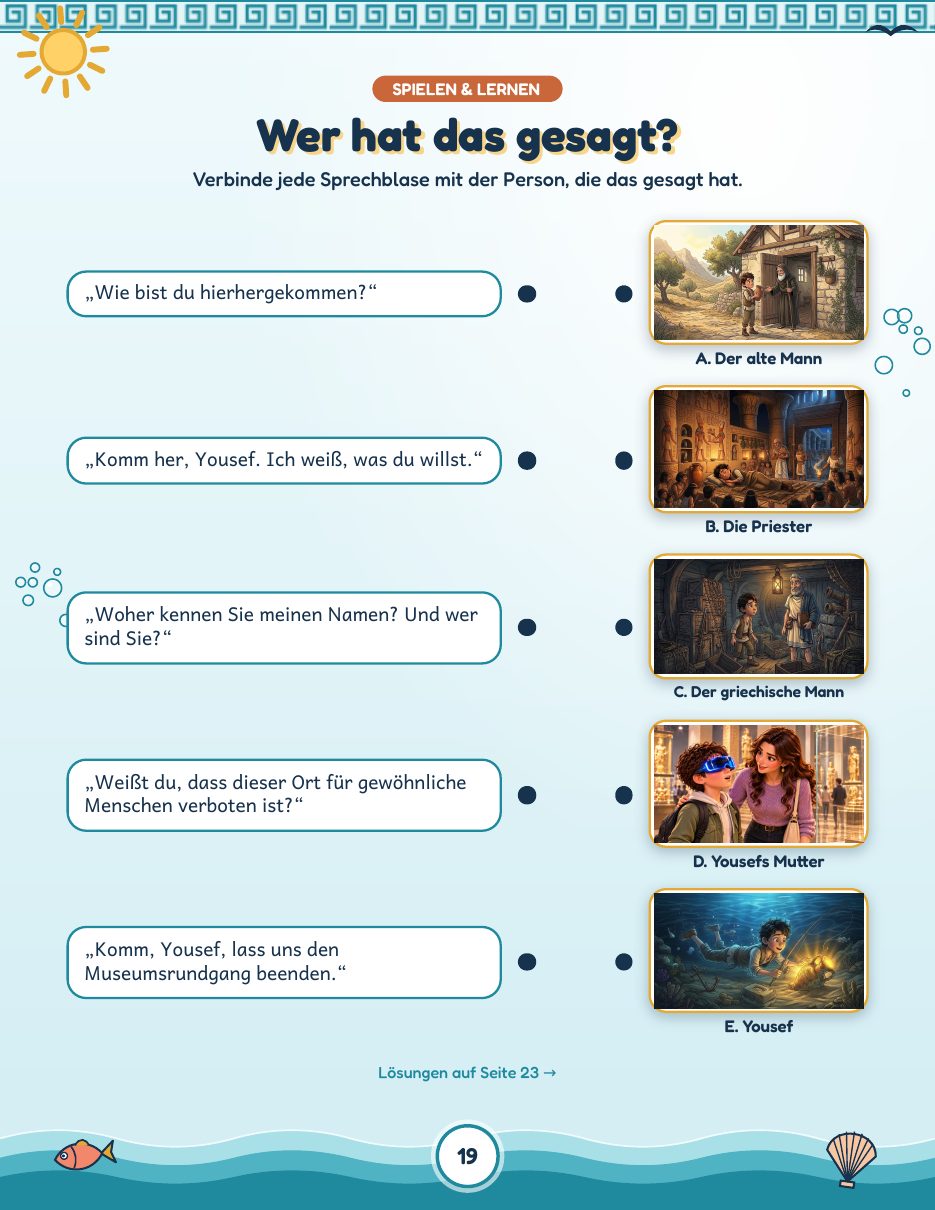 SPIELEN & LERNEN
Wer hat das gesagt?
Verbinde jede Sprechblase mit der Person, die das gesagt hat.
„Wie bist du hierhergekommen?“
A. Der alte Mann
„Komm her, Yousef. Ich weiß, was du willst.“
B. Die Priester
„Woher kennen Sie meinen Namen? Und wer
sind Sie?“
C. Der griechische Mann
„Weißt du, dass dieser Ort für gewöhnliche
Menschen verboten ist?“
D. Yousefs Mutter
„Komm, Yousef, lass uns den
Museumsrundgang beenden.“
E. Yousef
Lösungen auf Seite 23 →
19